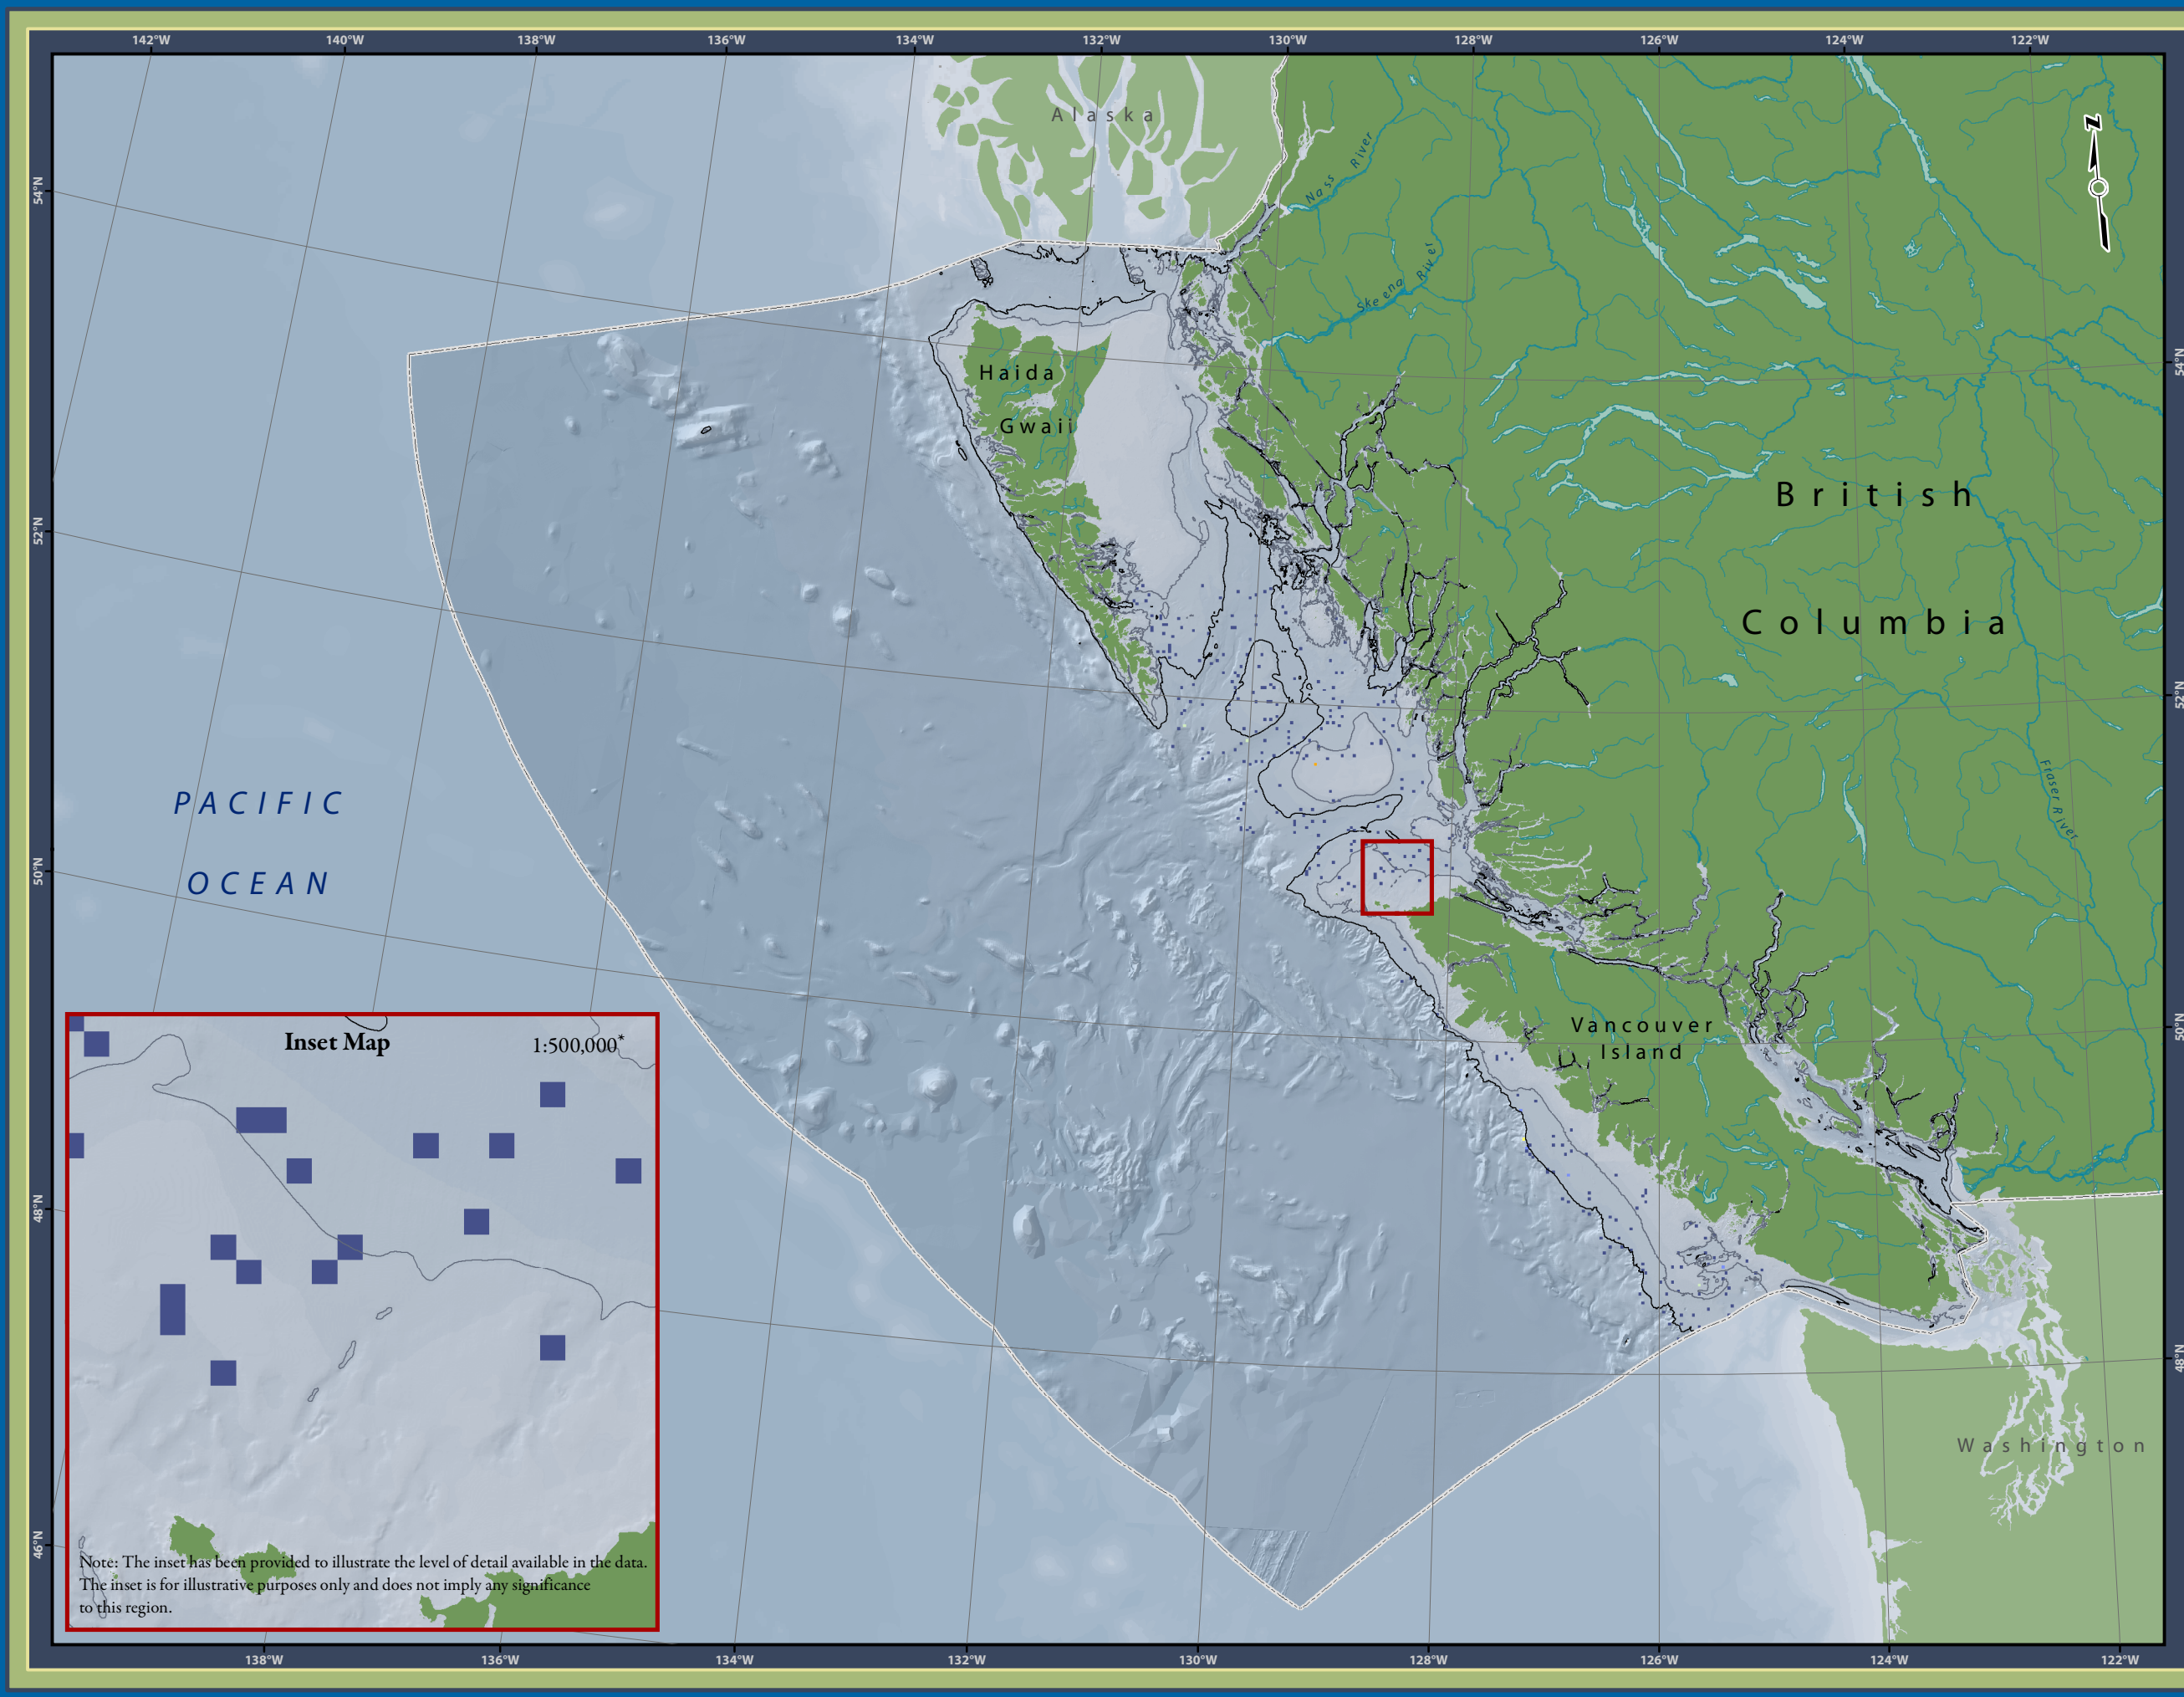 142°W 140°W 138°W 136°W 134°W 132°W 130°W 128°W 126°W 124°W 122°W
Alaska
N
Nass River
54°N
Skeena River
54°N
Haida
Gwaii
British
52°N
Columbia
52°N
PACIFIC
Fraser River
50°N
OCEAN
Vancouver
50°N
Island
Inset Map
1:500,000*
48°N
48°N
Washington
46°N
Note: The inset has been provided to illustrate the level of detail available in the data.
The inset is for illustrative purposes only and does not imply any significance
to this region.
138°W 136°W 134°W 132°W 130°W 128°W 126°W 124°W 122°W